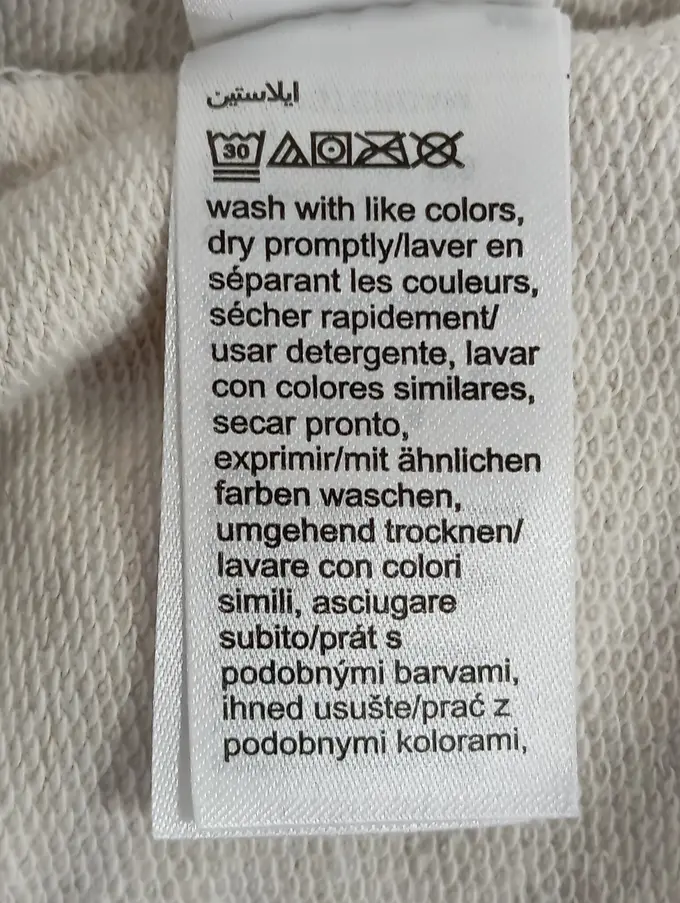 ايلاستين
30
wash with like colors,
dry promptly/laver en
séparant les couleurs,
sécher rapidement/
usar detergente, lavar
con colores similares,
secar pronto,
exprimir/mit ähnlichen
farben waschen,
umgehend trocknen/
lavare con colori
simili, asciugare
subito/prát s
podobnými barvami,
ihned usušte/prać z
podobnymi kolorami,